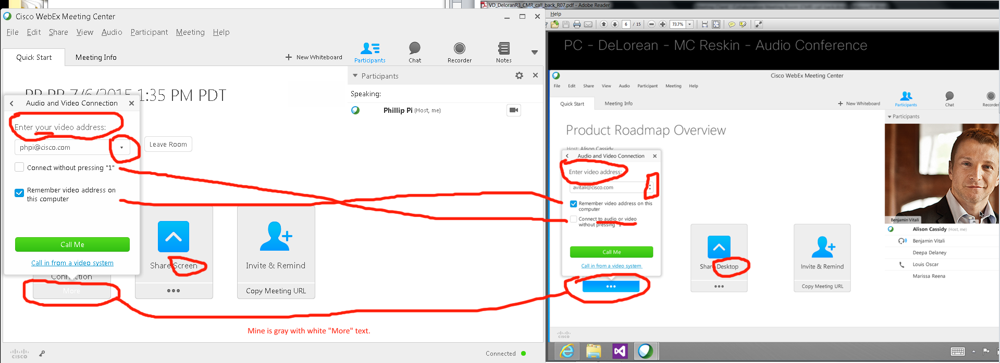 Cisco WebEx Meeting Center
File Edit Share View Audio Participant Meeting Help
Quick Start
Meeting Info
New Whiteboard
Participants
Chat
Recorder
Notes
Participants
Speaking:
Phillip Pi (Host, me)
PR PR 7/6/2015 1:35 PM PDT
Audio and Video Connection
Enter your video address:
phpi@cisco.com
Leave Room
Connect without pressing "1"
Remember video address on
this computer
Call Me
Call in from a video system
Connection
More
Share Screen
Invite & Remind
Copy Meeting URL
Mine is gray with white "More" text.
cisco
Connected
VD_DeloranR3_CMR_call_back_R07.pdf - Adobe Reader
Help
6 / 15
73.7%
PC - DeLorean - MC Reskin - Audio Conference
Cisco WebEx Meeting Center
File Edit Share View Audio Participant Meeting Help
Quick Start
Meeting Info
New Whiteboard
Participants
Chat
Recorder
Participants
Product Roadmap Overview
Host: Alison Cassidy
Audio and Video Connection
Enter video address:
avitali@cisco.com
Remember video address on this
computer
Connect to audio or video
without pressing "1"
Call Me
Call in from a video system
Share Desktop
Invite & Remind
Copy Meeting URL
Benjamin Vitali
Alison Cassidy (Host, me)
Benjamin Vitali
Deepa Delaney
Louis Oscar
Marissa Reena
cisco